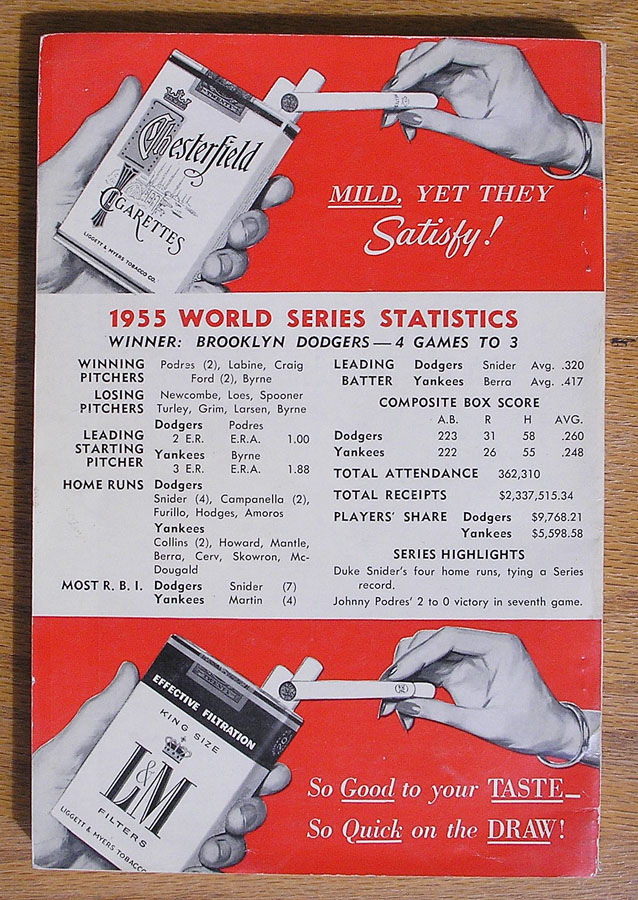 Chesterfield
CIGARETTES
LIGGETT & MYERS TOBACCO CO.
MILD, YET THEY
Satisfy!
1955 WORLD SERIES STATISTICS
WINNER: BROOKLYN DODGERS—4 GAMES TO 3
WINNING PITCHERS Podres (2), Labine, Craig
Ford (2), Byrne
LOSING PITCHERS Newcombe, Loes, Spooner
Turley, Grim, Larsen, Byrne
LEADING STARTING PITCHER
Dodgers Podres
2 E.R. E.R.A. 1.00
Yankees Byrne
3 E.R. E.R.A. 1.88
HOME RUNS Dodgers
Snider (4), Campanella (2),
Furillo, Hodges, Amoros
Yankees
Collins (2), Howard, Mantle,
Berra, Cerv, Skowron, Mc-
Dougald
MOST R. B. I. Dodgers Snider (7)
Yankees Martin (4)
LEADING BATTER
Dodgers Snider Avg. .320
Yankees Berra Avg. .417
COMPOSITE BOX SCORE
A.B. R H AVG.
Dodgers 223 31 58 .260
Yankees 222 26 55 .248
TOTAL ATTENDANCE 362,310
TOTAL RECEIPTS $2,337,515.34
PLAYERS' SHARE Dodgers $9,768.21
Yankees $5,598.58
SERIES HIGHLIGHTS
Duke Snider's four home runs, tying a Series
record.
Johnny Podres' 2 to 0 victory in seventh game.
EFFECTIVE FILTRATION
KING SIZE
L&M
FILTERS
LIGGETT & MYERS TOBACCO
So Good to your TASTE—
So Quick on the DRAW!